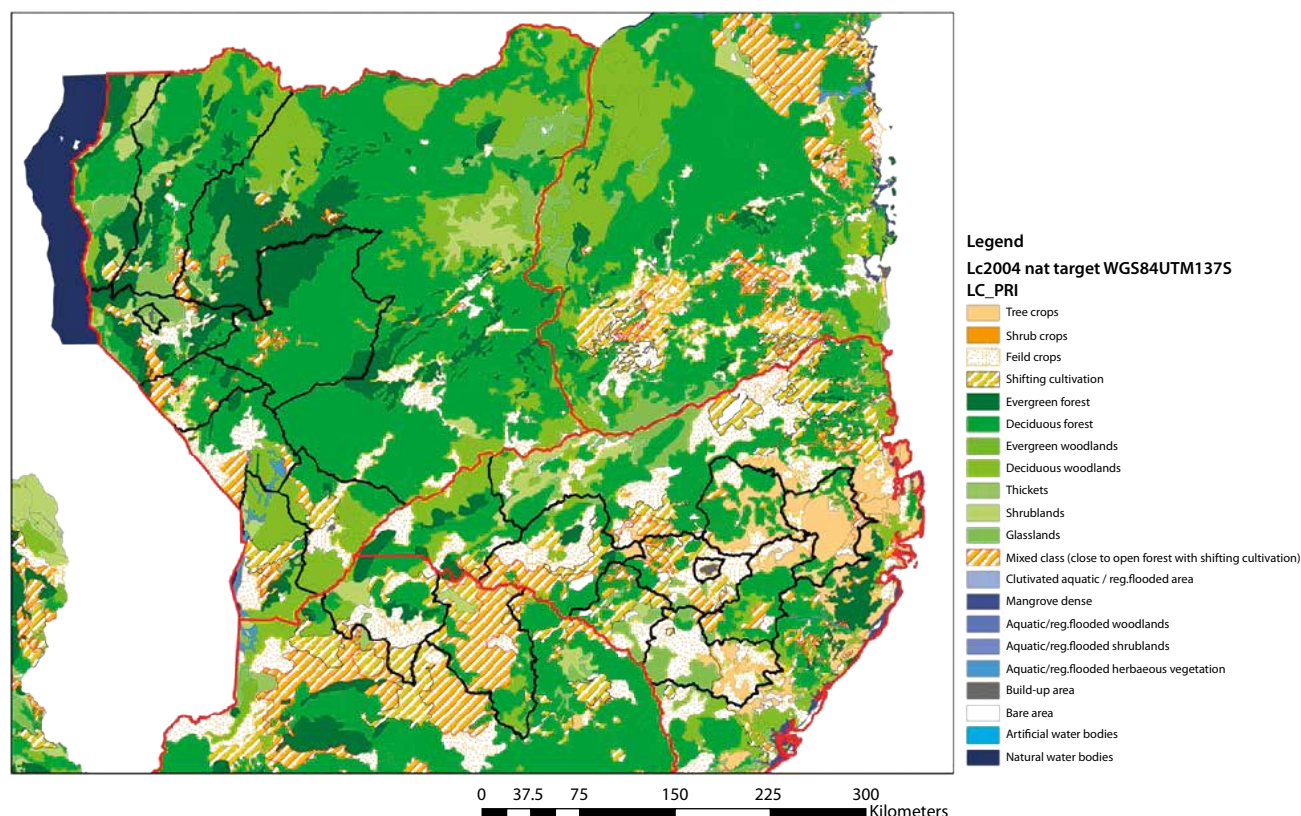 Legend
Lc2004 nat target WGS84UTM137S
LC_PRI
Tree crops
Shrub crops
Feild crops
Shifting cultivation
Evergreen forest
Deciduous forest
Evergreen woodlands
Deciduous woodlands
Thickets
Shrublands
Glasslands
Mixed class (close to open forest with shifting cultivation)
Clutivated aquatic / reg.flooded area
Mangrove dense
Aquatic/reg.flooded woodlands
Aquatic/reg.flooded shrublands
Aquatic/reg.flooded herbaeous vegetation
Build-up area
Bare area
Artificial water bodies
Natural water bodies
0 37.5 75 150 225 300
Kilometers